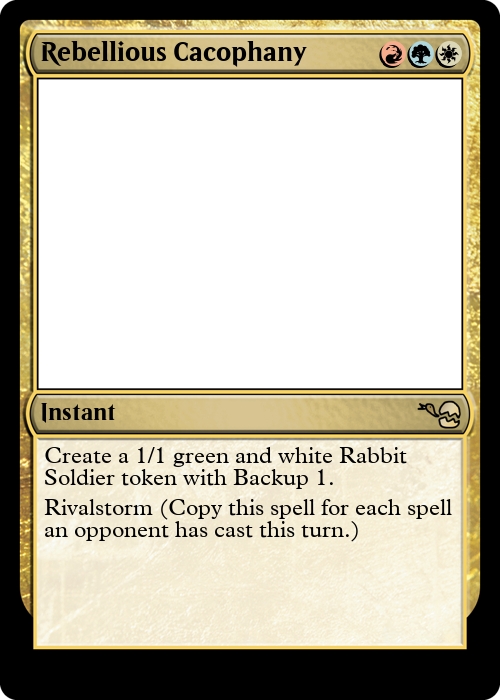 Rebellious Cacophany
Instant
Create a 1/1 green and white Rabbit
Soldier token with Backup 1.
Rivalstorm (Copy this spell for each spell
an opponent has cast this turn.)